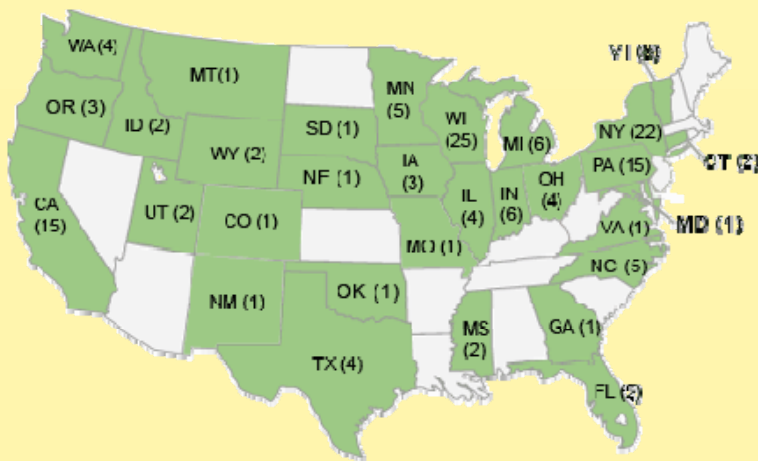 WA (4)
MT(1)
MN
(5)
VT
OR (3)
ID (2)
SD (1)
WI
(25)
MI (6)
NY (22)
WY (2)
IA
(3)
PA (15)
CT (2)
NF (1)
CA
(15)
UT (2)
CO (1)
IL
(4)
IN
(6)
OH
(4)
MD (1)
MO (1)
VA (1)
NC (5)
NM (1)
OK (1)
MS
(2)
GA (1)
TX (4)
FL